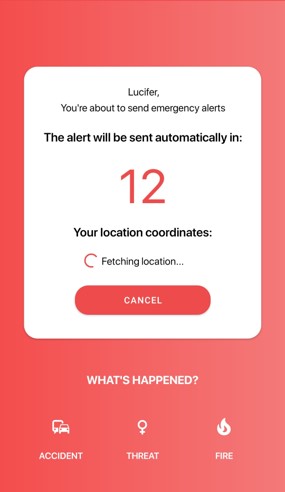 Lucifer,
You're about to send emergency alerts
The alert will be sent automatically in:
12
Your location coordinates:
Fetching location...
CANCEL
WHAT'S HAPPENED?
ACCIDENT
THREAT
FIRE